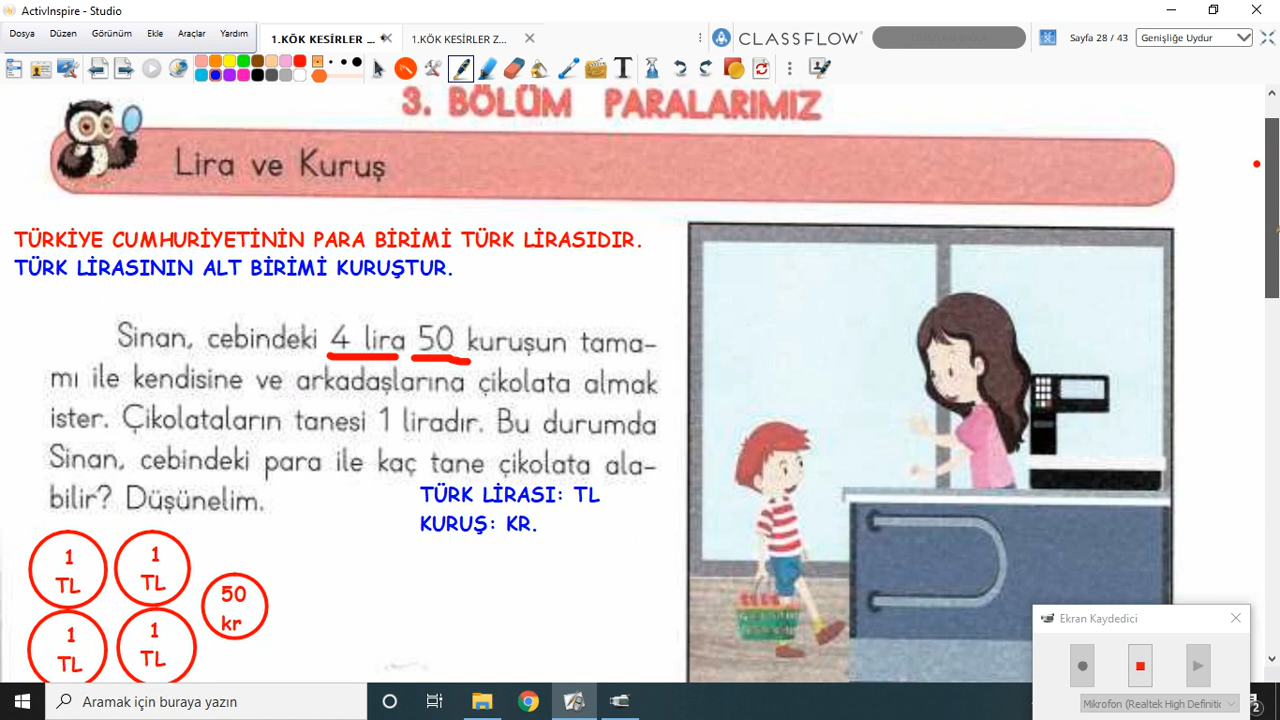 ActivInspire - Studio
Dosya Düzen Görünüm Ekle Araçlar Yardım
1.KÖK KESİRLER ...
1.KÖK KESİRLER Z...
CLASSFLOW
Sayfa 28 / 43
Genişliğe Uydur
3. BÖLÜM PARALARIMIZ
Lira ve Kuruş
TÜRKİYE CUMHURİYETİNİN PARA BİRİMİ TÜRK LİRASIDIR.
TÜRK LİRASININ ALT BİRİMİ KURUŞTUR.
Sinan, cebindeki 4 lira 50 kuruşun tama-
mı ile kendisine ve arkadaşlarına çikolata almak
ister. Çikolataların tanesi 1 liradır. Bu durumda
Sinan, cebindeki para ile kaç tane çikolata ala-
bilir? Düşünelim.
TÜRK LİRASI: TL
KURUŞ: KR.
1
TL
1
TL
50
kr
1
TL
1
TL
Ekran Kaydedici
Mikrofon (Realtek High Definitic
Aramak için buraya yazın
2